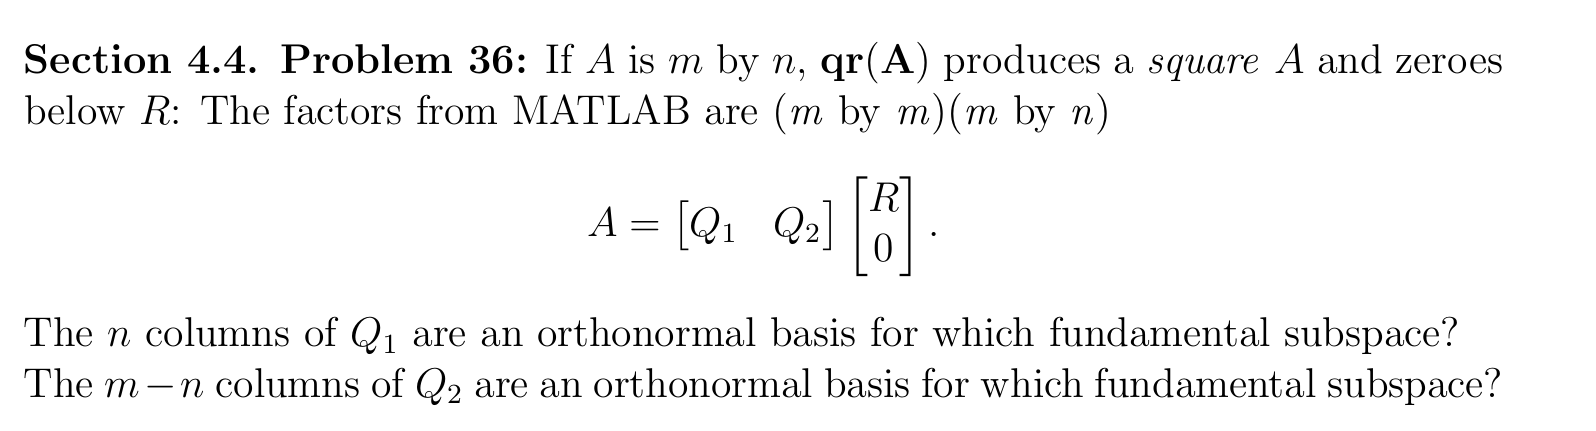 Section 4.4. Problem 36: If A is m by n, qr(A) produces a square A and zeroes
below R: The factors from MATLAB are (m by m)(m by n)
A = [Q₁ Q₂] [R 0] .
The n columns of Q₁ are an orthonormal basis for which fundamental subspace?
The m − n columns of Q₂ are an orthonormal basis for which fundamental subspace?